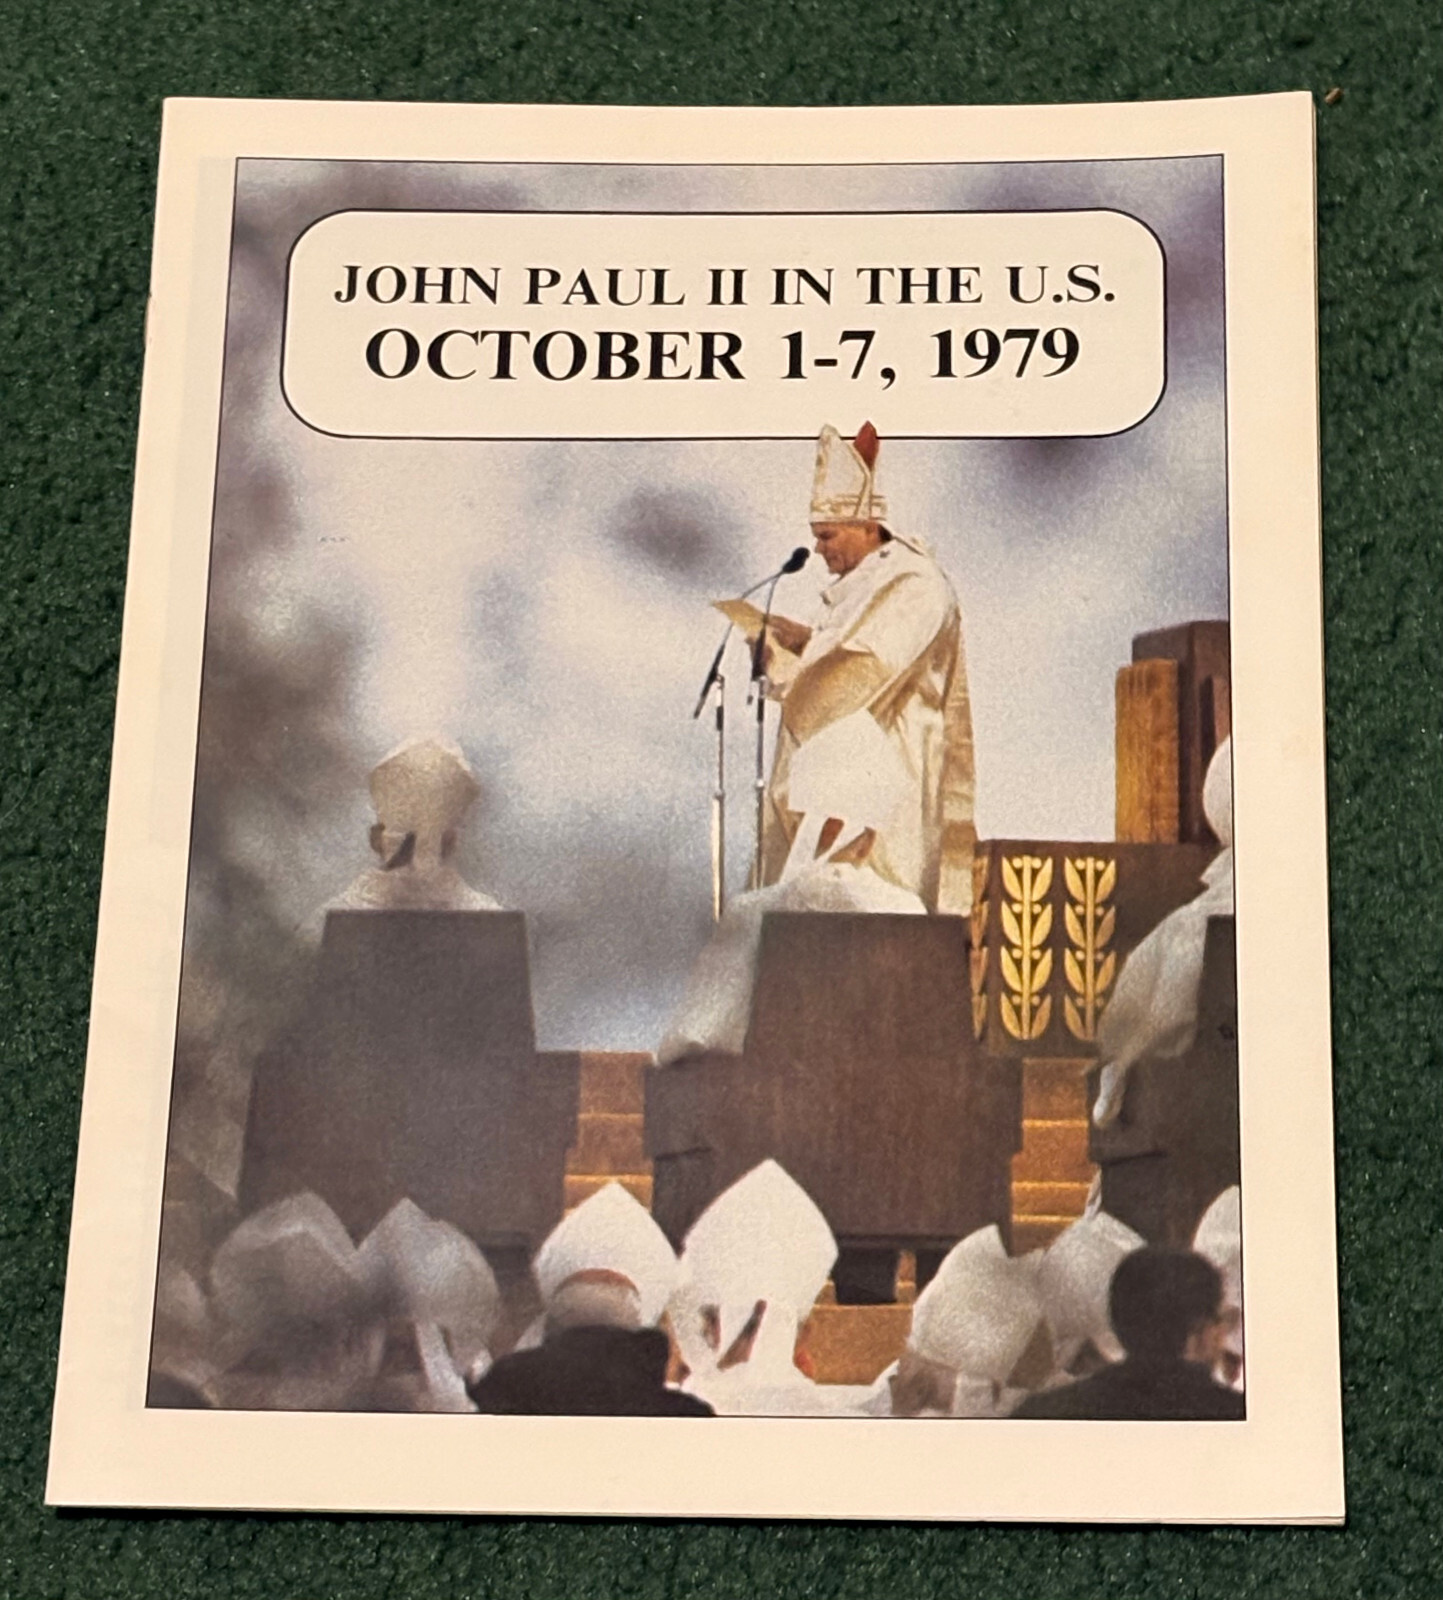 JOHN PAUL II IN THE U.S.
OCTOBER 1-7, 1979